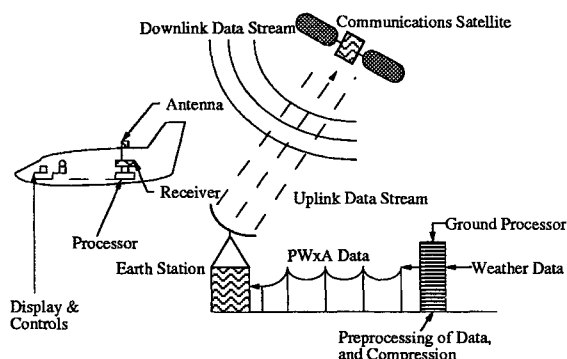 Downlink Data Stream
Communications Satellite
Antenna
Receiver
Uplink Data Stream
Processor
Ground Processor
Earth Station
PWxA Data
Weather Data
Display &
Controls
Preprocessing of Data,
and Compression